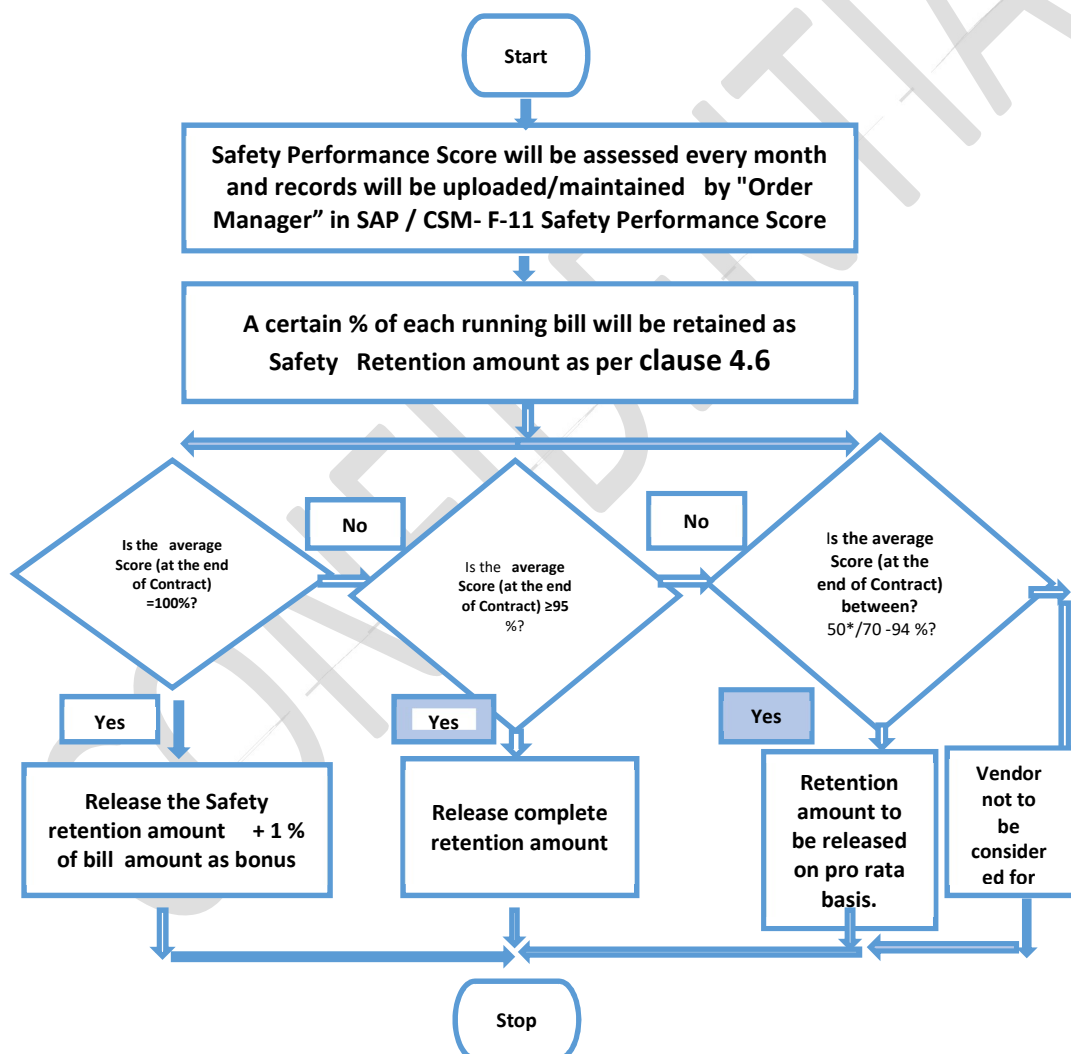 Start
Safety Performance Score will be assessed every month
and records will be uploaded/maintained by "Order
Manager” in SAP / CSM- F-11 Safety Performance Score
A certain % of each running bill will be retained as
Safety Retention amount as per clause 4.6
Is the average
Score (at the end
of Contract)
=100%?
No
Is the average
Score (at the end
of Contract) ≥95
%?
No
Is the average
Score (at the
end of Contract)
between?
50*/70 -94 %?
Yes
Yes
Yes
Release the Safety
retention amount + 1 %
of bill amount as bonus
Release complete
retention amount
Retention
amount to
be released
on pro rata
basis.
Vendor
not to
be
consider
ed for
Stop